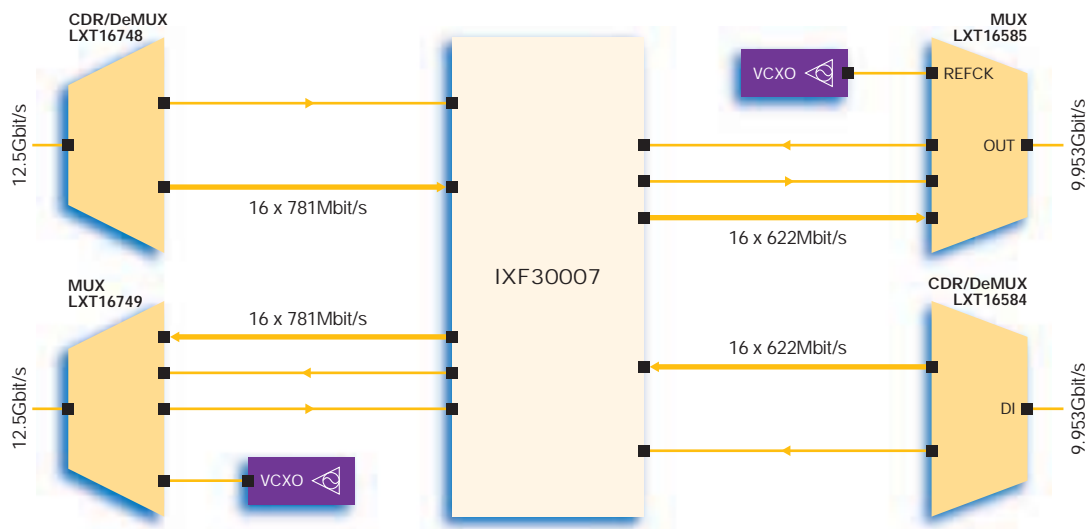 CDR/DeMUX
LXT16748
12.5Gbit/s
16 x 781Mbit/s
MUX
LXT16749
16 x 781Mbit/s
12.5Gbit/s
VCXO
IXF30007
MUX
LXT16585
VCXO
REFCK
OUT
9.953Gbit/s
16 x 622Mbit/s
CDR/DeMUX
LXT16584
16 x 622Mbit/s
DI
9.953Gbit/s